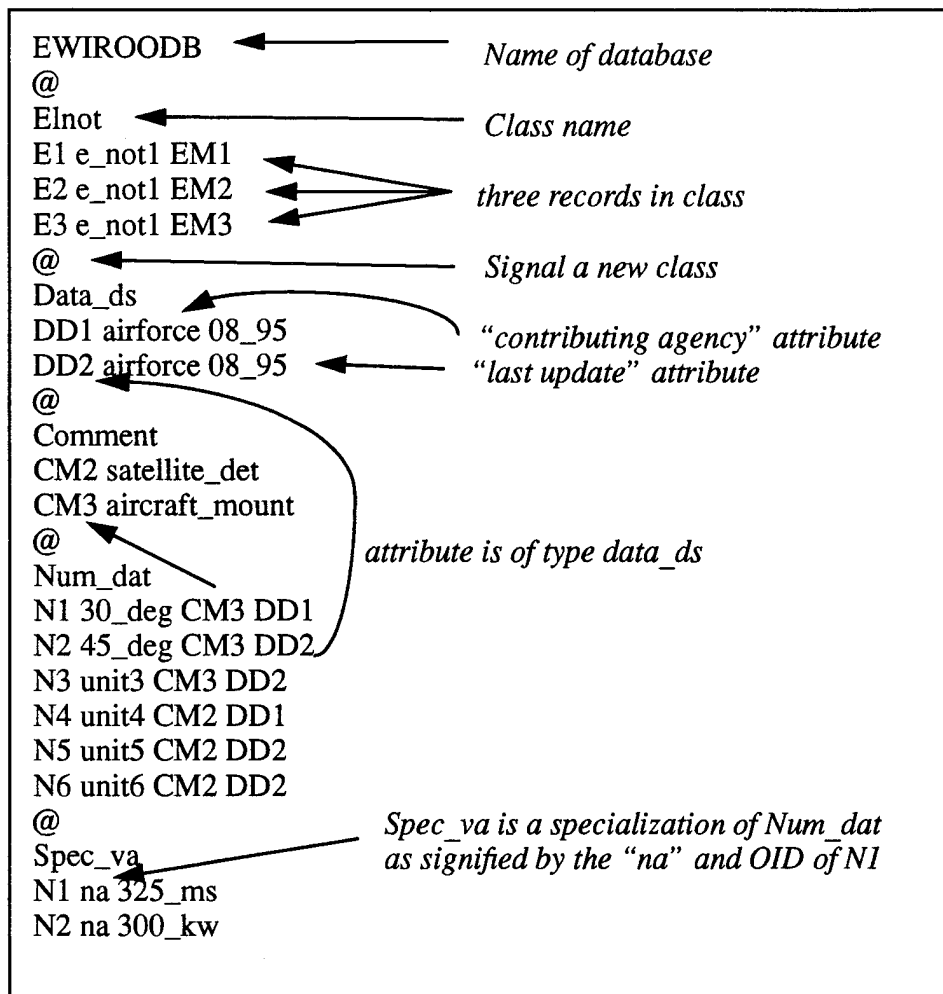 EWIROODB
Name of database
@
Elnot
Class name
E1 e_not1 EM1
E2 e_not1 EM2
three records in class
E3 e_not1 EM3
@
Signal a new class
Data_ds
DD1 airforce 08_95
"contributing agency" attribute
DD2 airforce 08_95
"last update" attribute
@
Comment
CM2 satellite_det
CM3 aircraft_mount
@
attribute is of type data_ds
Num_dat
N1 30_deg CM3 DD1
N2 45_deg CM3 DD2
N3 unit3 CM3 DD2
N4 unit4 CM2 DD1
N5 unit5 CM2 DD2
N6 unit6 CM2 DD2
@
Spec_va is a specialization of Num_dat
Spec_va
as signified by the "na" and OID of N1
N1 na 325_ms
N2 na 300_kw